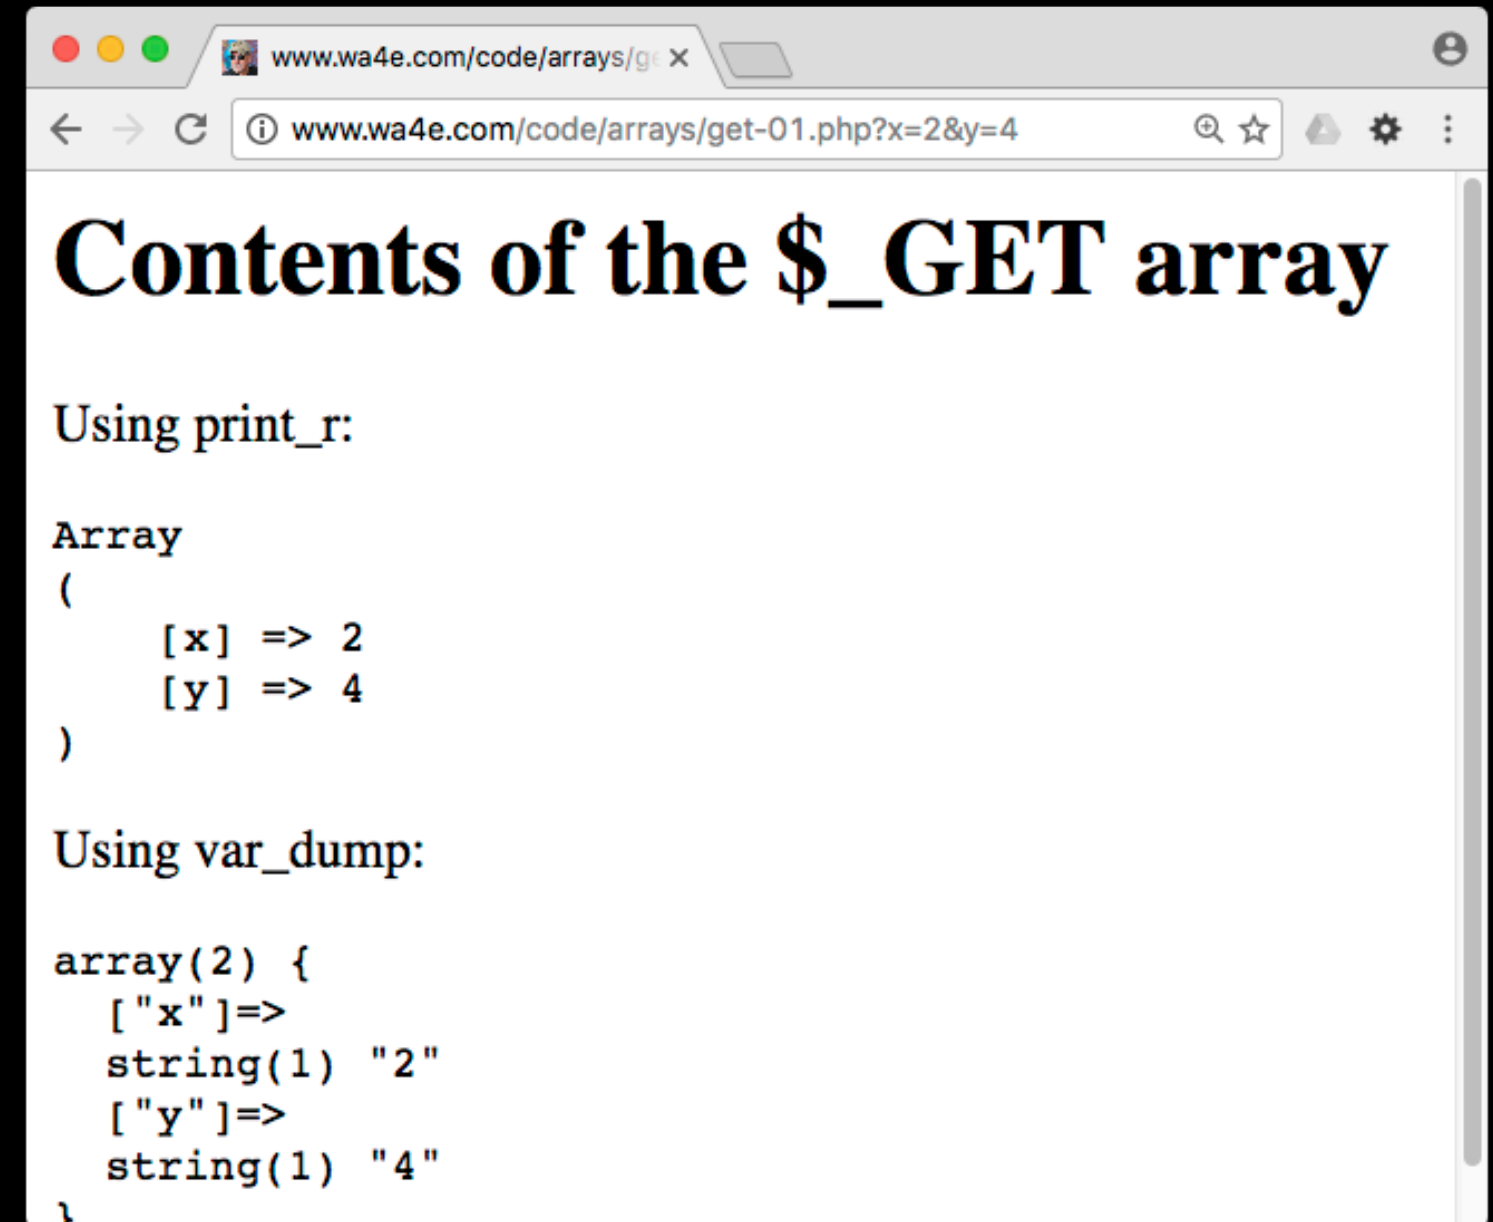 www.wa4e.com/code/arrays/ge
www.wa4e.com/code/arrays/get-01.php?x=2&y=4
Contents of the $_GET array
Using print_r:
Array
(
    [x] => 2
    [y] => 4
)
Using var_dump:
array(2) {
  ["x"]=>
  string(1) "2"
  ["y"]=>
  string(1) "4"
}